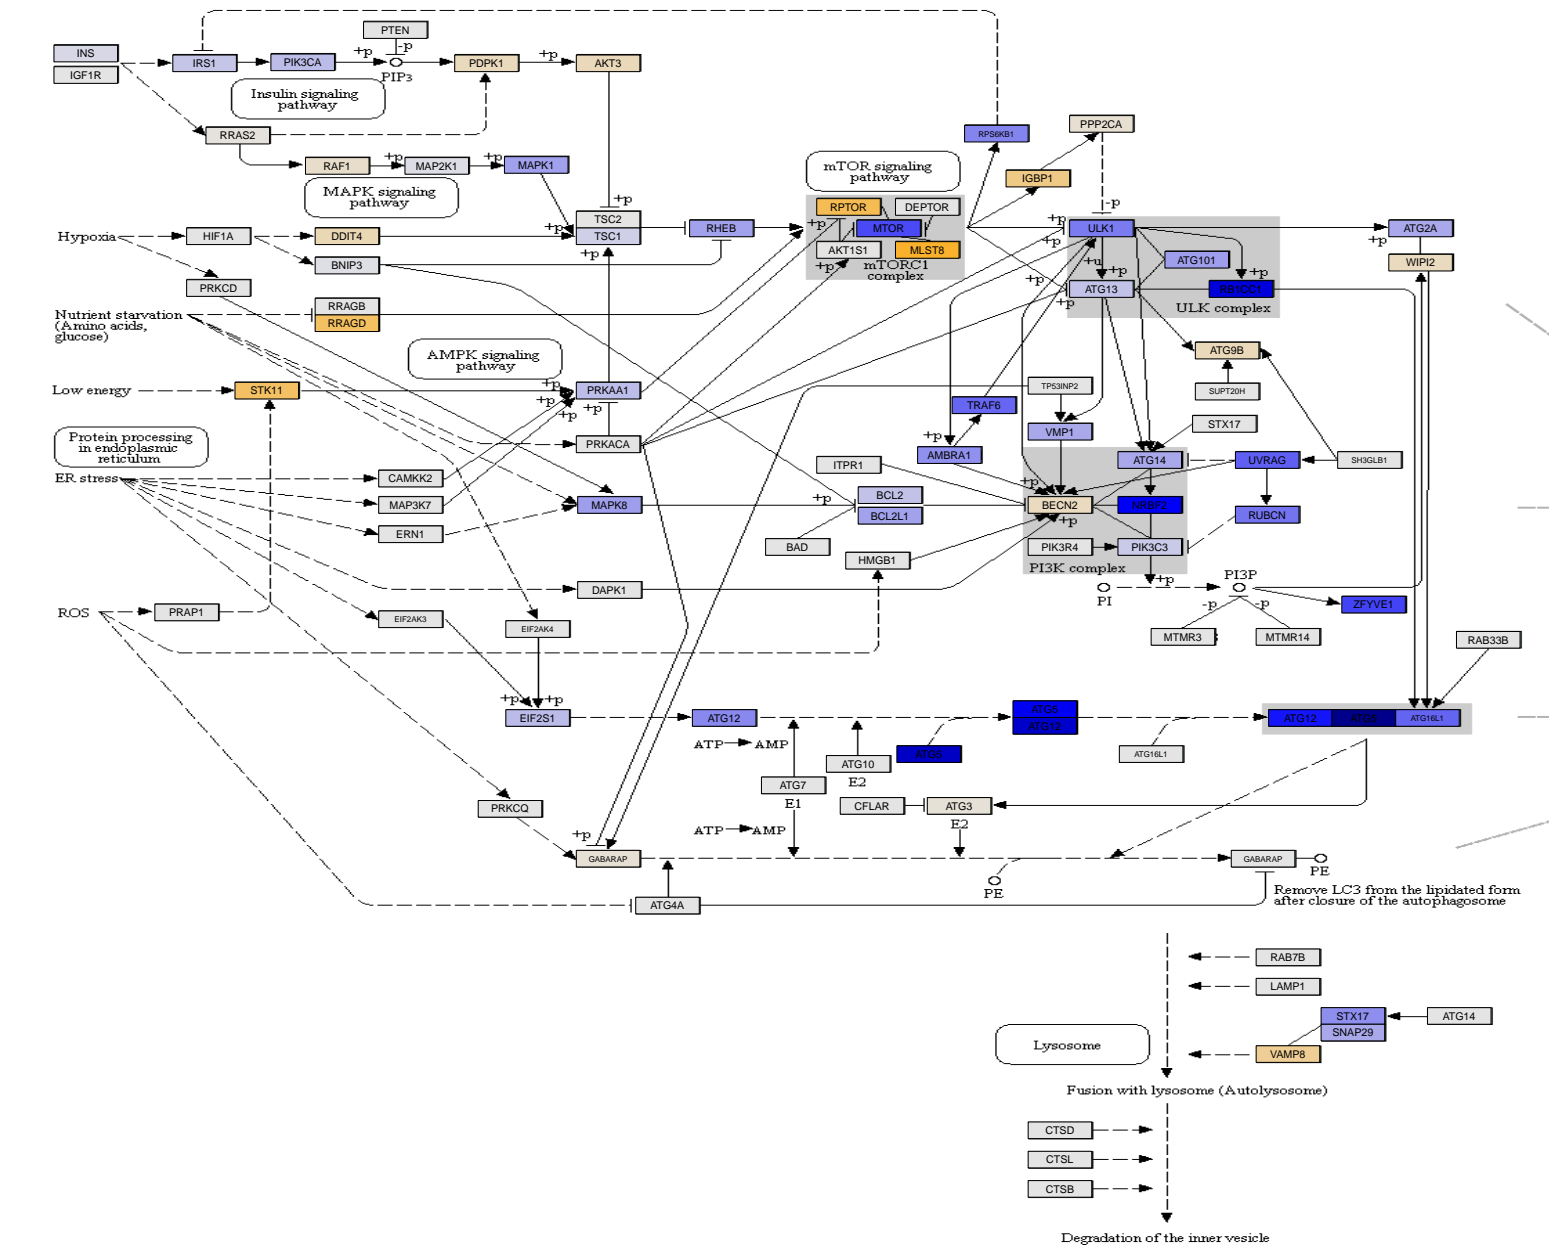 PTEN
+p
-p
INS
IGF1R
IRS1
PIK3CA
PIP3
PDPK1
+p
AKT3
Insulin signaling
pathway
RRAS2
RAF1
+p
MAP2K1
+p
MAPK1
MAPK signaling
pathway
+p
TSC2
TSC1
+p
+p
RHEB
mTOR signaling
pathway
RPTOR
DEPTOR
+p
MTOR
AKT1S1
MLST8
+p
mTORC1
complex
RPS6KB1
PPP2CA
IGBP1
-p
+p
+p
ULK1
+u
+p
ATG101
+p
ATG13
RB1CC1
+p
+p
ULK complex
ATG2A
+p
WIPI2
Hypoxia
HIF1A
DDIT4
BNIP3
PRKCD
Nutrient starvation
(Amino acids,
glucose)
RRAGB
RRAGD
AMPK signaling
pathway
Low energy
STK11
+p
+p
+p
PRKAA1
+p
PRKACA
ATG9B
SUPT20H
TP53INP2
TRAF6
VMP1
STX17
+p
AMBRA1
ATG14
UVRAG
SH3GLB1
Protein processing
in endoplasmic
reticulum
ER stress
CAMKK2
MAP3K7
ERN1
MAPK8
+p
ITPR1
BCL2
BCL2L1
BAD
HMGB1
+p
BECN2
+p
NRBF2
RUBCN
PIK3R4
PIK3C3
PI3K complex
+p
PI
PI3P
-p
-p
ZFYVE1
MTMR3
MTMR14
RAB33B
DAPK1
ROS
PRAP1
EIF2AK3
EIF2AK4
+p
+p
EIF2S1
ATG12
ATP
AMP
ATG10
E2
ATG7
E1
ATG5
ATG5
ATG12
ATG16L1
ATG12
ATG5
ATG16L1
PRKCQ
CFLAR
ATG3
E2
ATP
AMP
+p
GABARAP
PE
GABARAP
PE
ATG4A
Remove LC3 from the lipidated form
after closure of the autophagosome
RAB7B
LAMP1
STX17
SNAP29
ATG14
VAMP8
Lysosome
Fusion with lysosome (Autolysosome)
CTSD
CTSL
CTSB
Degradation of the inner vesicle